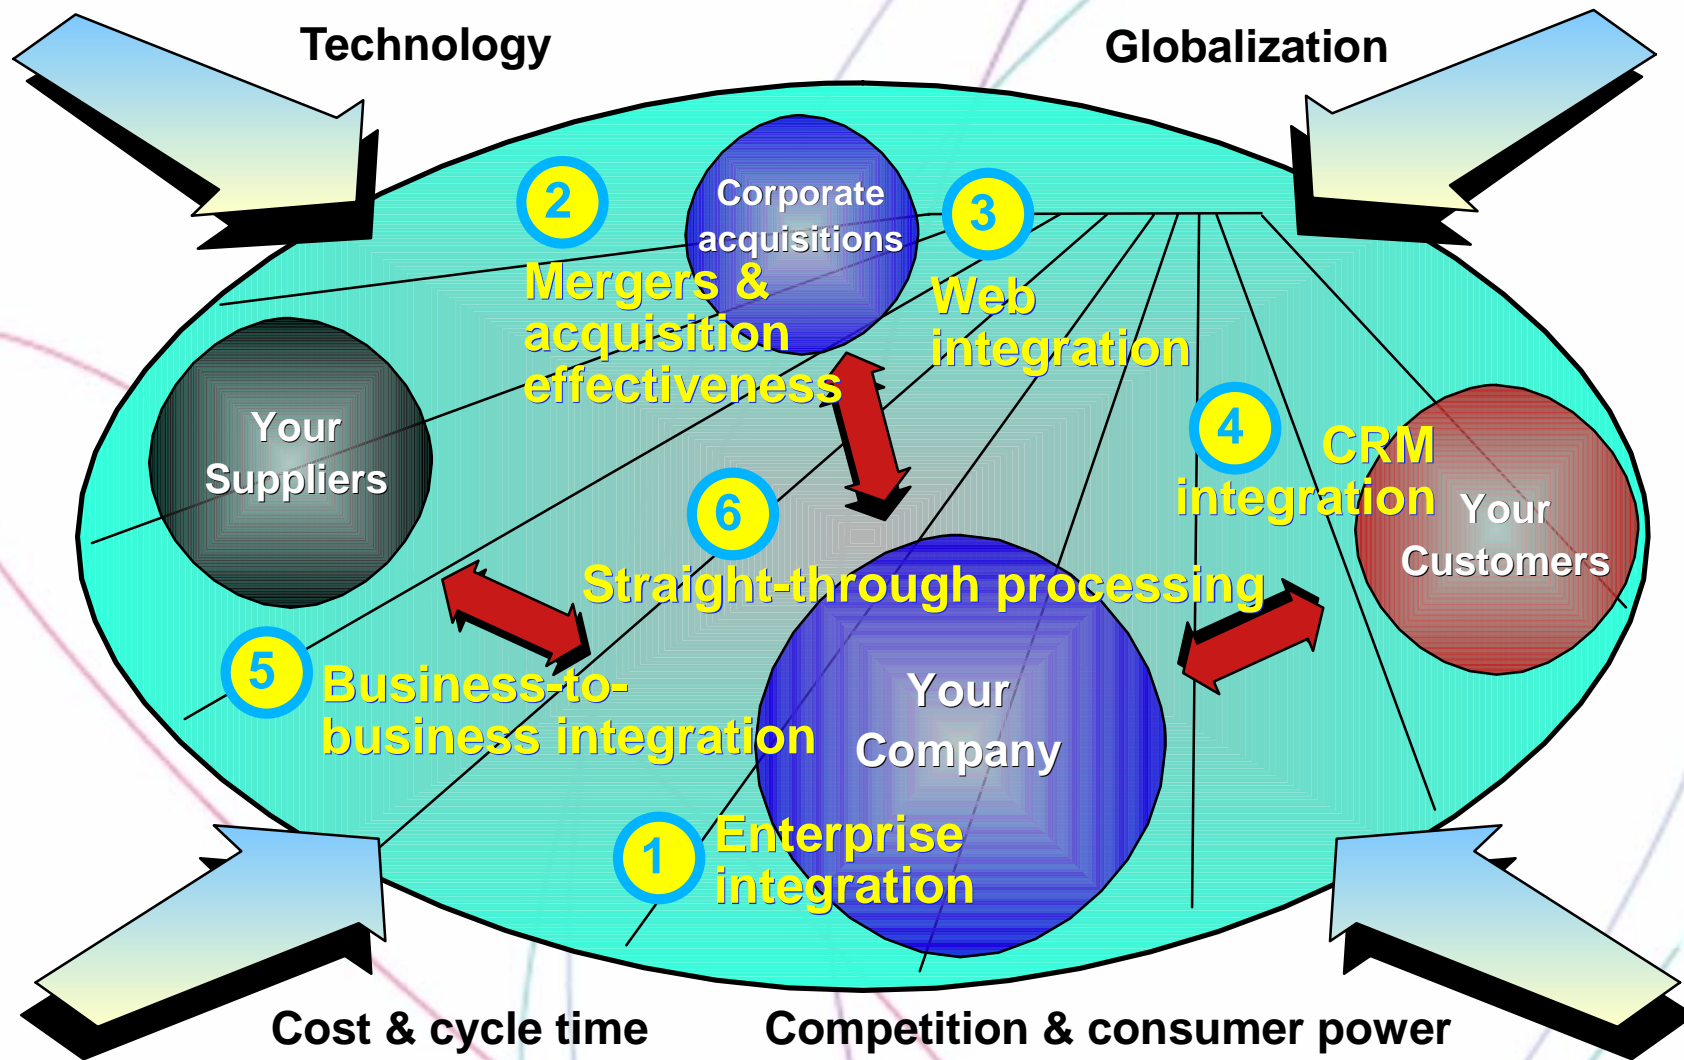 Technology
Globalization
2
Corporate
acquisitions
3
Mergers &
acquisition
effectiveness
Web
integration
Your
Suppliers
4
CRM
integration
Your
Customers
6
Straight-through processing
5
Business-to-
business integration
Your
Company
1
Enterprise
integration
Cost & cycle time
Competition & consumer power